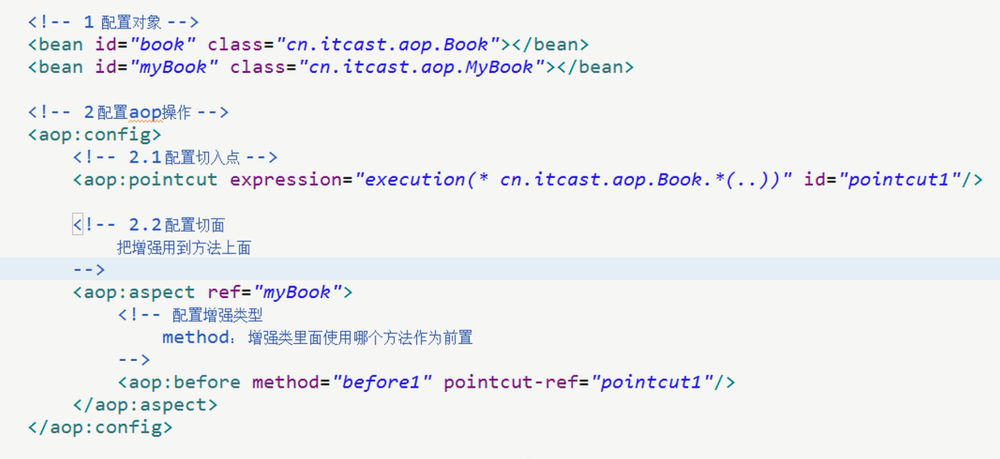 <!-- 1 配置对象 -->
<bean id="book" class="cn.itcast.aop.Book"></bean>
<bean id="myBook" class="cn.itcast.aop.MyBook"></bean>
<!-- 2配置aop操作 -->
<aop:config>
<!-- 2.1配置切入点 -->
<aop:pointcut expression="execution(* cn.itcast.aop.Book.*(..))" id="pointcut1"/>
<!-- 2.2配置切面
把增强用到方法上面
-->
<aop:aspect ref="myBook">
<!-- 配置增强类型
method：增强类里面使用哪个方法作为前置
-->
<aop:before method="before1" pointcut-ref="pointcut1"/>
</aop:aspect>
</aop:config>